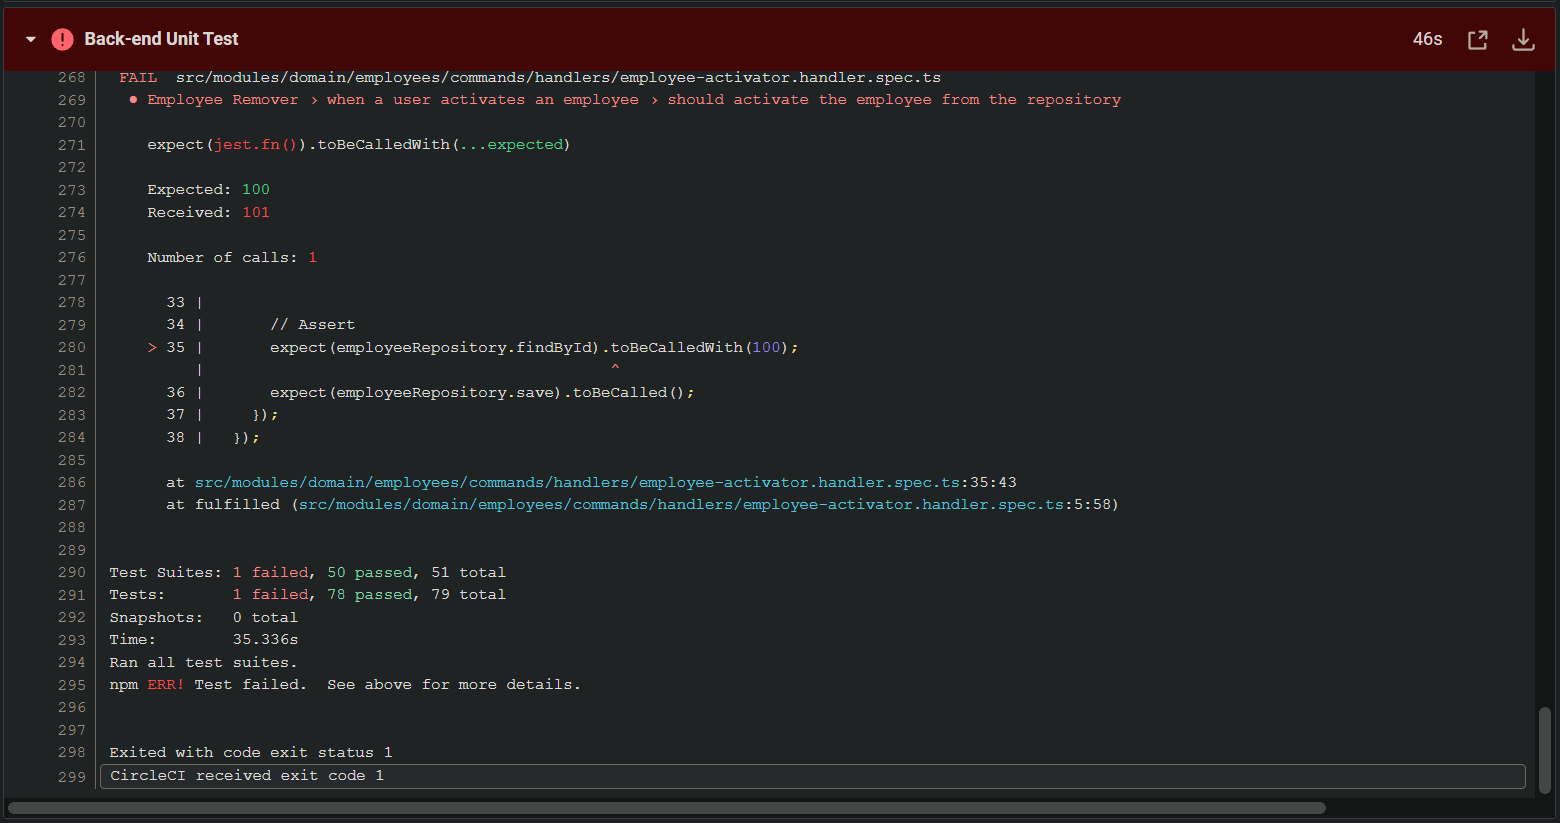 Back-end Unit Test 46s
268 FAIL src/modules/domain/employees/commands/handlers/employee-activator.handler.spec.ts
269 ● Employee Remover › when a user activates an employee › should activate the employee from the repository
270
271 expect(jest.fn()).toBeCalledWith(...expected)
272
273 Expected: 100
274 Received: 101
275
276 Number of calls: 1
277
278 33 |
279 34 | // Assert
280 > 35 | expect(employeeRepository.findById).toBeCalledWith(100);
281 | ^
282 36 | expect(employeeRepository.save).toBeCalled();
283 37 | });
284 38 | });
285
286 at src/modules/domain/employees/commands/handlers/employee-activator.handler.spec.ts:35:43
287 at fulfilled (src/modules/domain/employees/commands/handlers/employee-activator.handler.spec.ts:5:58)
288
289
290 Test Suites: 1 failed, 50 passed, 51 total
291 Tests: 1 failed, 78 passed, 79 total
292 Snapshots: 0 total
293 Time: 35.336s
294 Ran all test suites.
295 npm ERR! Test failed. See above for more details.
296
297
298 Exited with code exit status 1
299 CircleCI received exit code 1